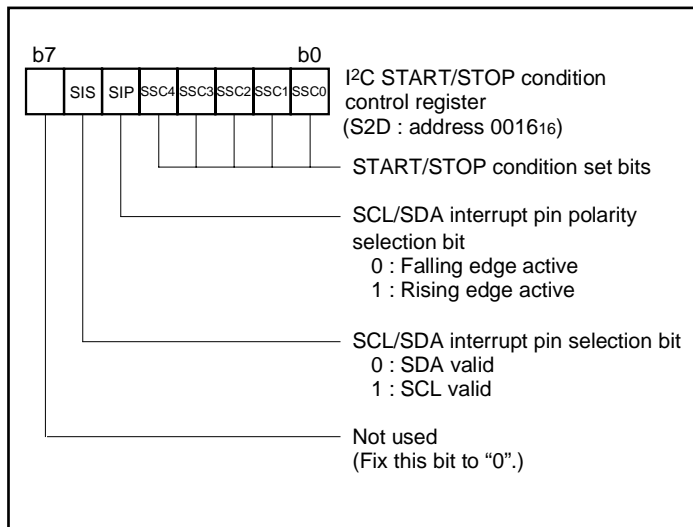 b7 b0
SIS SIP SSC4 SSC3 SSC2 SSC1 SSC0
I2C START/STOP condition
control register
(S2D : address 001616)
START/STOP condition set bits
SCL/SDA interrupt pin polarity
selection bit
0 : Falling edge active
1 : Rising edge active
SCL/SDA interrupt pin selection bit
0 : SDA valid
1 : SCL valid
Not used
(Fix this bit to “0”.)